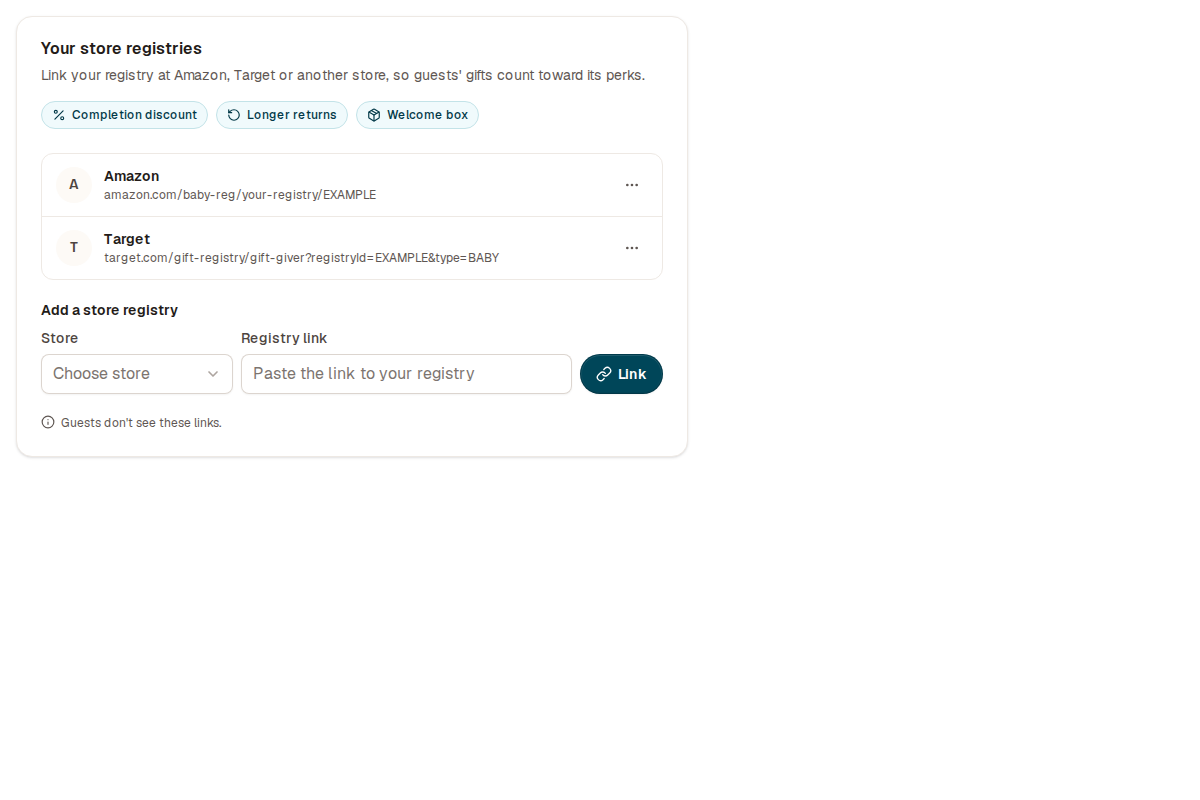 Your store registries
Link your registry at Amazon, Target or another store, so guests' gifts count toward its perks.
Completion discount
Longer returns
Welcome box
A
Amazon
amazon.com/baby-reg/your-registry/EXAMPLE
T
Target
target.com/gift-registry/gift-giver?registryId=EXAMPLE&type=BABY
Add a store registry
Store
Registry link
Choose store
Paste the link to your registry
Link
Guests don't see these links.